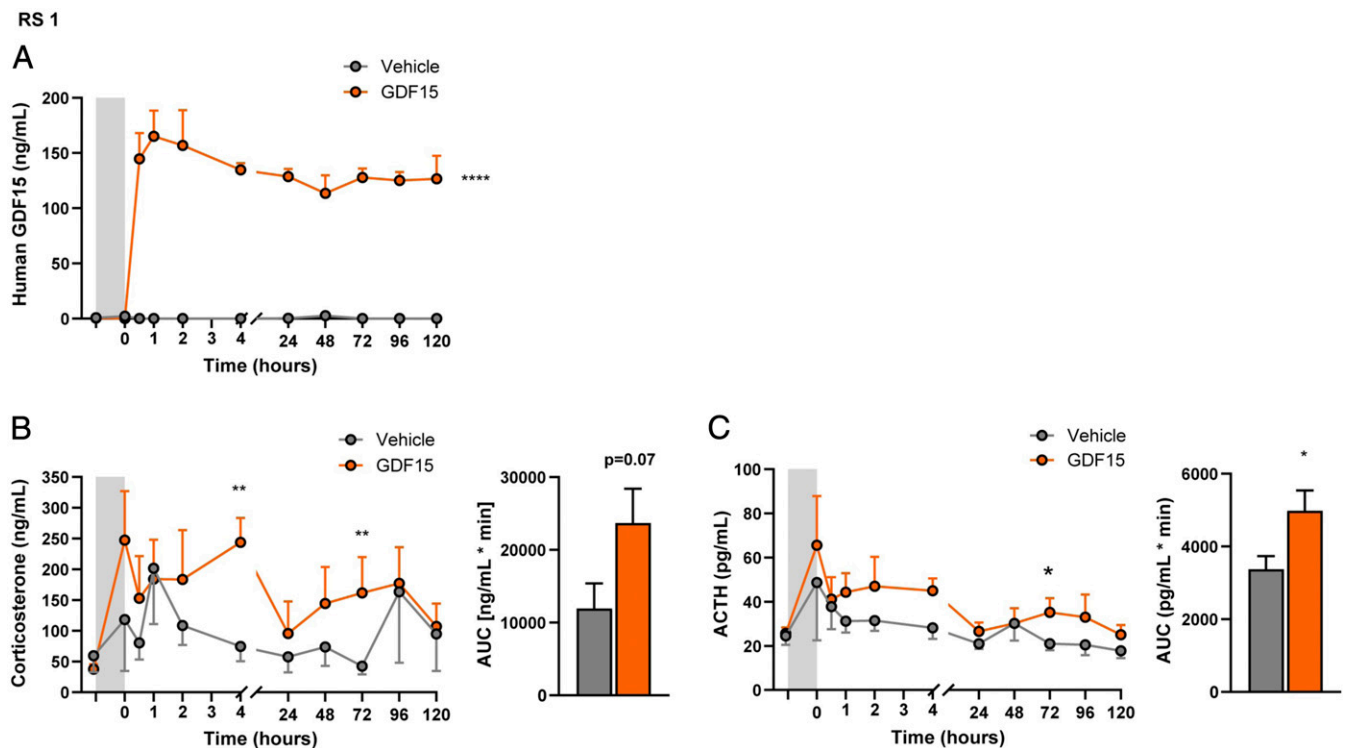 RS 1
A
Vehicle
GDF15
Human GDF15 (ng/mL)
200
150
100
50
0
****
0 1 2 3 4 24 48 72 96 120
Time (hours)
B
Vehicle
GDF15
Corticosterone (ng/mL)
350
300
250
200
150
100
50
0
**
**
0 1 2 3 4 24 48 72 96 120
Time (hours)
p=0.07
AUC [ng/mL * min]
30000
20000
10000
0
C
Vehicle
GDF15
ACTH (pg/mL)
100
80
60
40
20
0
*
0 1 2 3 4 24 48 72 96 120
Time (hours)
*
AUC (pg/mL * min)
6000
4000
2000
0